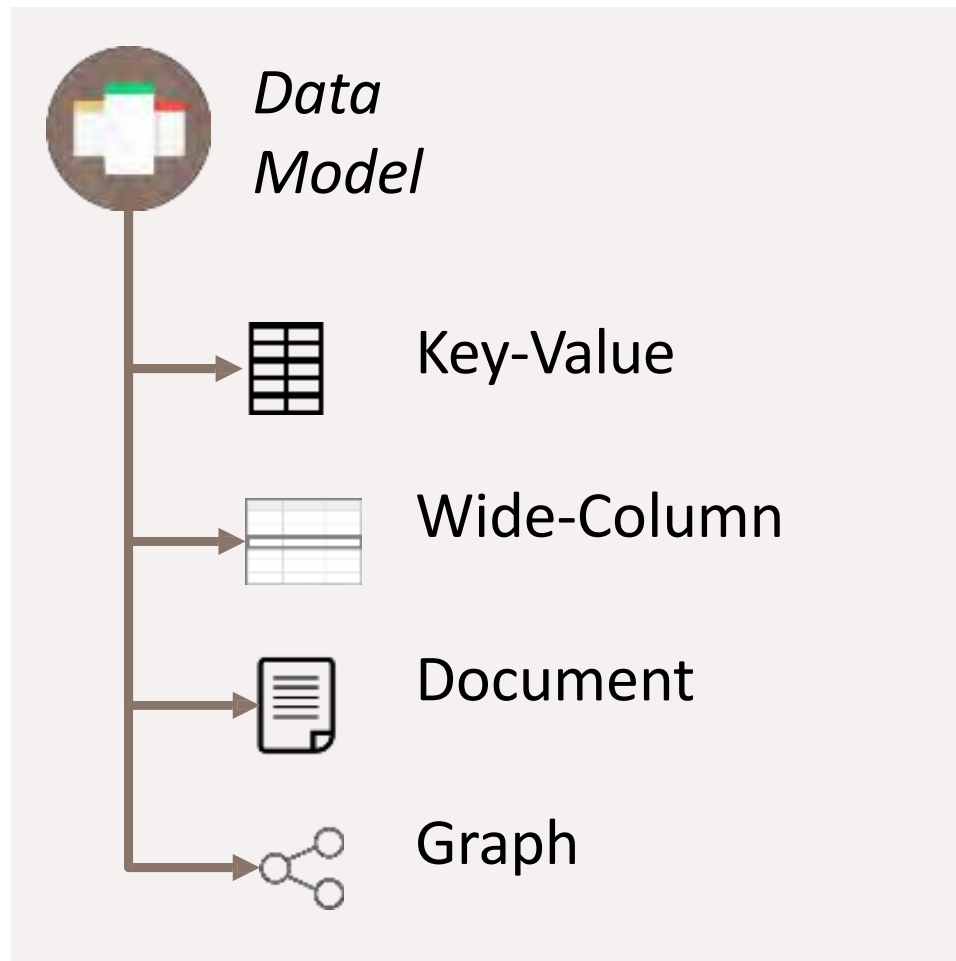 Data
Model
Key-Value
Wide-Column
Document
Graph